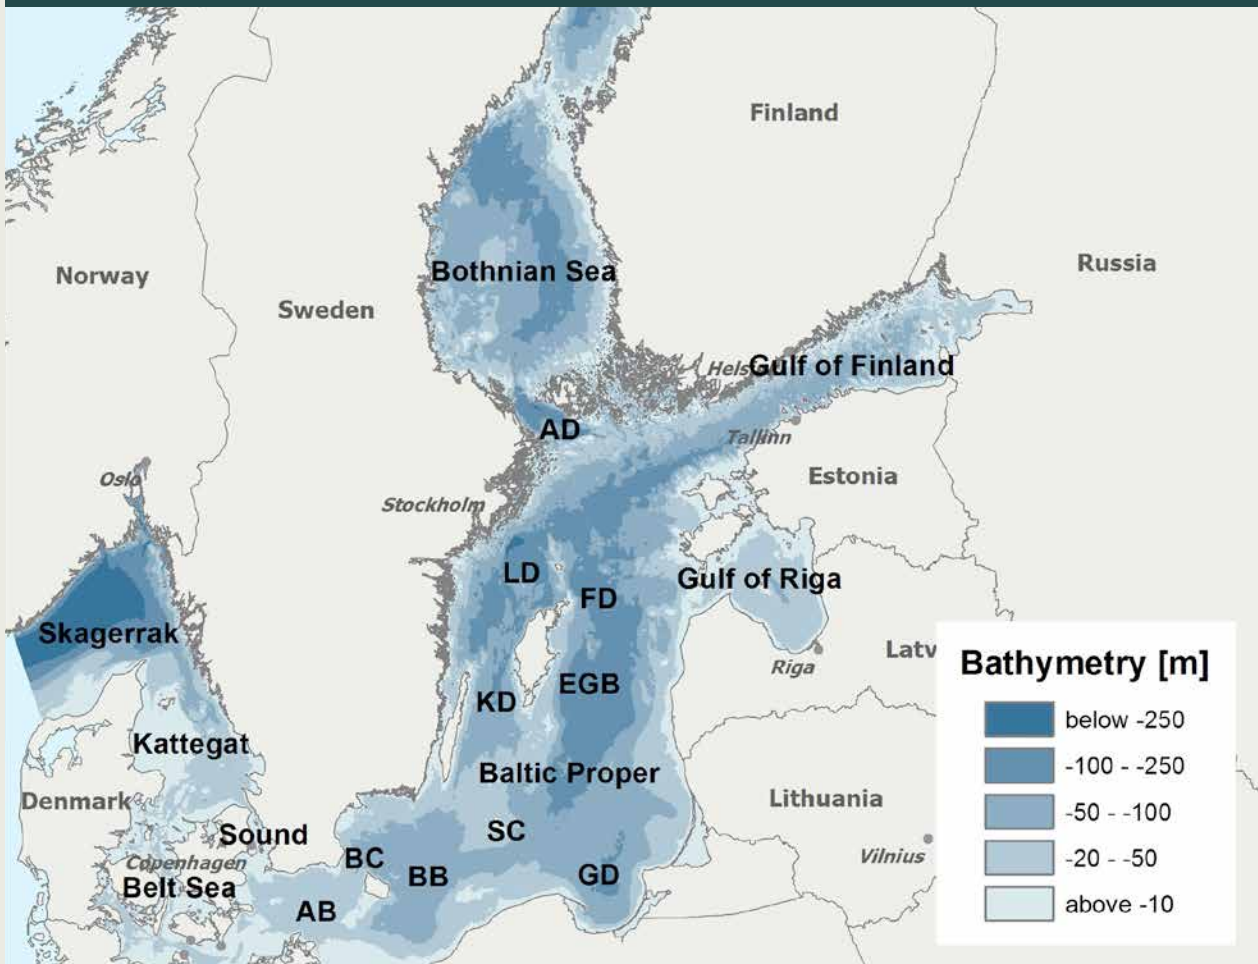 Finland
Russia
Norway
Bothnian Sea
Sweden
Gulf of Finland
Hels
AD
Tallinn
Estonia
Oslo
Stockholm
LD
Gulf of Riga
FD
Skagerrak
Latv
Riga
EGB
KD
Kattegat
Baltic Proper
Denmark
Lithuania
Sound
SC
Copenhagen
BC
Vilnius
Belt Sea
BB
GD
AB
Bathymetry [m]
below -250
-100 - -250
-50 - -100
-20 - -50
above -10